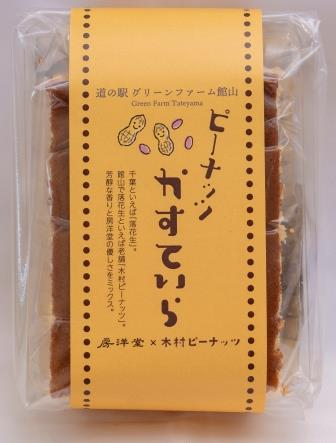 道の駅 グリーンファーム館山
Green Farm Tateyama
ピーナッツ
かすていら
千葉といえば「落花生」。
館山で落花生といえば老舗「木村ピーナッツ」。
芳醇な香りと房洋堂の優しさをミックス。
房洋堂 × 木村ピーナッツ